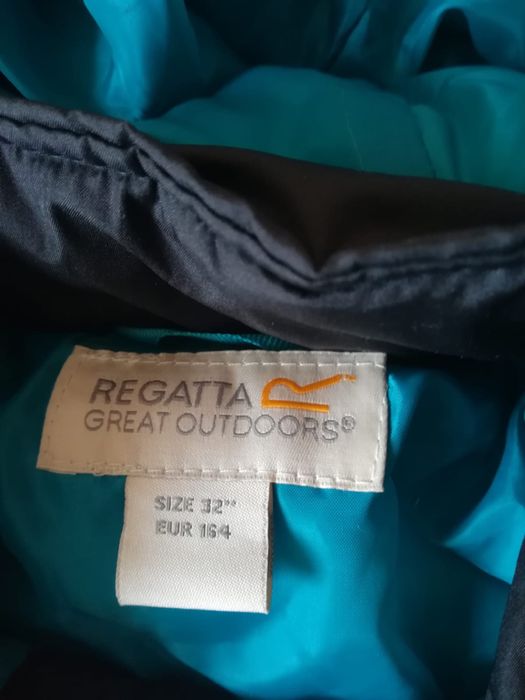 REGATTA
GREAT OUTDOORS®
SIZE 32"
EUR 164